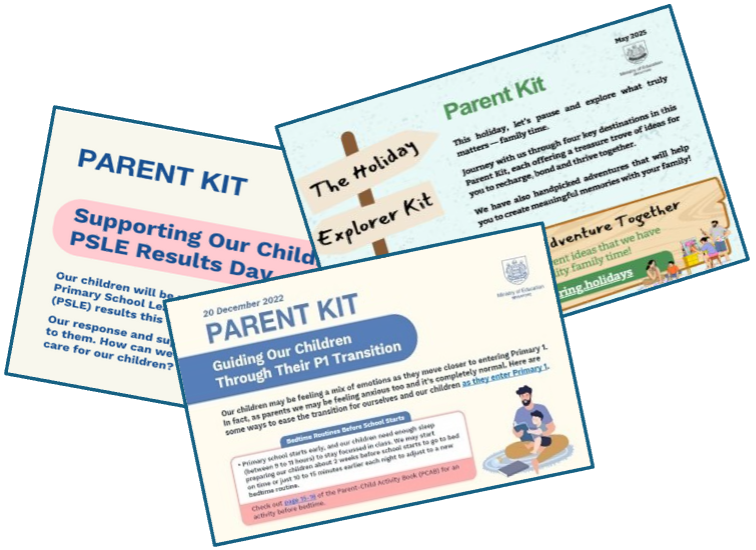 May 2025
Ministry of Education
Parent Kit
This holiday, let's pause and explore what truly
matters — family time.
Journey with us through four key destinations in this
Parent Kit, each offering a treasure trove of ideas for
you to recharge, bond and thrive together.
We have also handpicked adventures that will help
you to create meaningful memories with your family!
The Holiday
Explorer Kit
dventure Together
ent ideas that we have
ity family time!
ring.holidays
PARENT KIT
Supporting Our Child
PSLE Results Day
Our children will be
Primary School Le
(PSLE) results this
Our response and sup
to them. How can we
care for our children?
20 December 2022
Ministry of Education
PARENT KIT
Guiding Our Children
Through Their P1 Transition
Our children may be feeling a mix of emotions as they move closer to entering Primary 1.
In fact, as parents we may be feeling anxious too and it's completely normal. Here are
some ways to ease the transition for ourselves and our children as they enter Primary 1.
Bedtime Routines Before School Starts
• Primary school starts early, and our children need enough sleep
(between 9 to 11 hours) to stay focussed in class. We may start
preparing our children about 2 weeks before school starts to go to bed
on time or just 10 to 15 minutes earlier each night to adjust to a new
bedtime routine.
Check out page of the Parent-Child Activity Book (PCAB) for an
activity before bedtime.